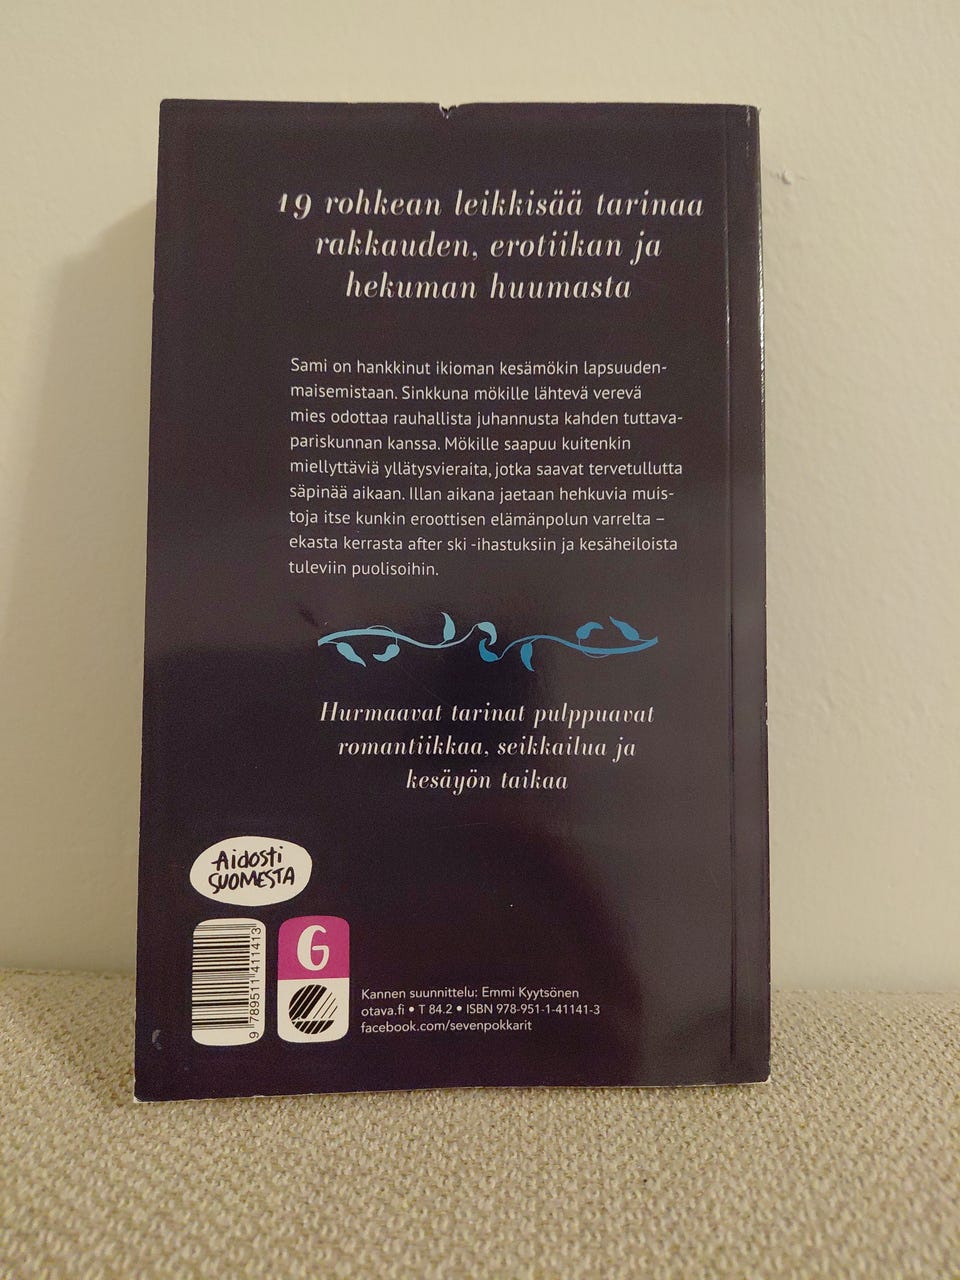 19 rohkean leikkisää tarinaa
rakkauden, erotiikan ja
hekuman huumasta
Sami on hankkinut ikioman kesämökin lapsuuden-
maisemistaan. Sinkkuna mökille lähtevä verevä
mies odottaa rauhallista juhannusta kahden tuttava-
pariskunnan kanssa. Mökille saapuu kuitenkin
miellyttäviä yllätysvieraita, jotka saavat tervetullutta
säpinää aikaan. Illan aikana jaetaan hehkuvia muis-
toja itse kunkin eroottisen elämänpolun varrelta –
ekasta kerrasta after ski -ihastuksiin ja kesäheiloista
tuleviin puolisoihin.
Hurmaavat tarinat pulppuavat
romantiikkaa, seikkailua ja
kesäyön taikaa
Aidosti
SUOMESTA
9 789511 411413
G
Kannen suunnittelu: Emmi Kyytsönen
otava.fi • T 84.2 • ISBN 978-951-1-41141-3
facebook.com/sevenpokkarit